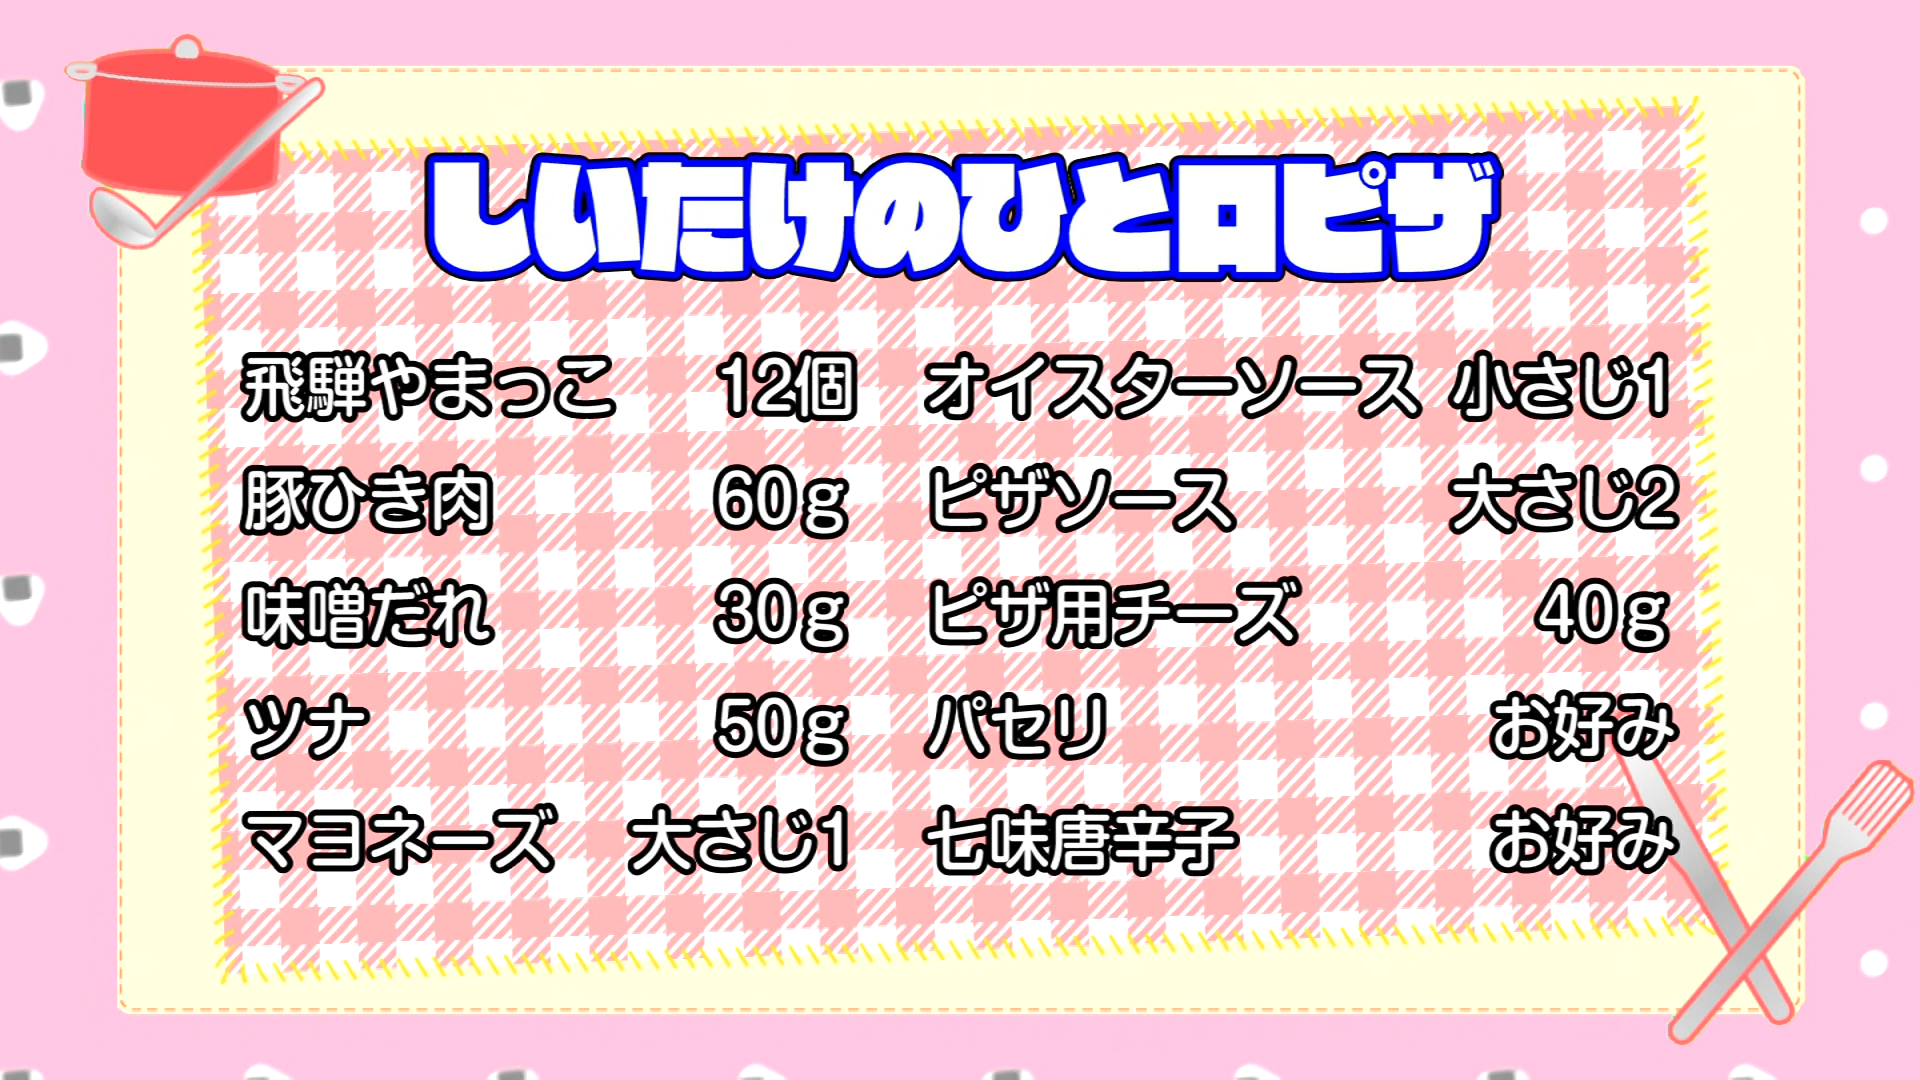 しいたけのひと口ピザ
飛騨やまっこ 12個
豚ひき肉 60g
味噌だれ 30g
ツナ 50g
マヨネーズ 大さじ1
オイスターソース 小さじ1
ピザソース 大さじ2
ピザ用チーズ 40g
パセリ お好み
七味唐辛子 お好み